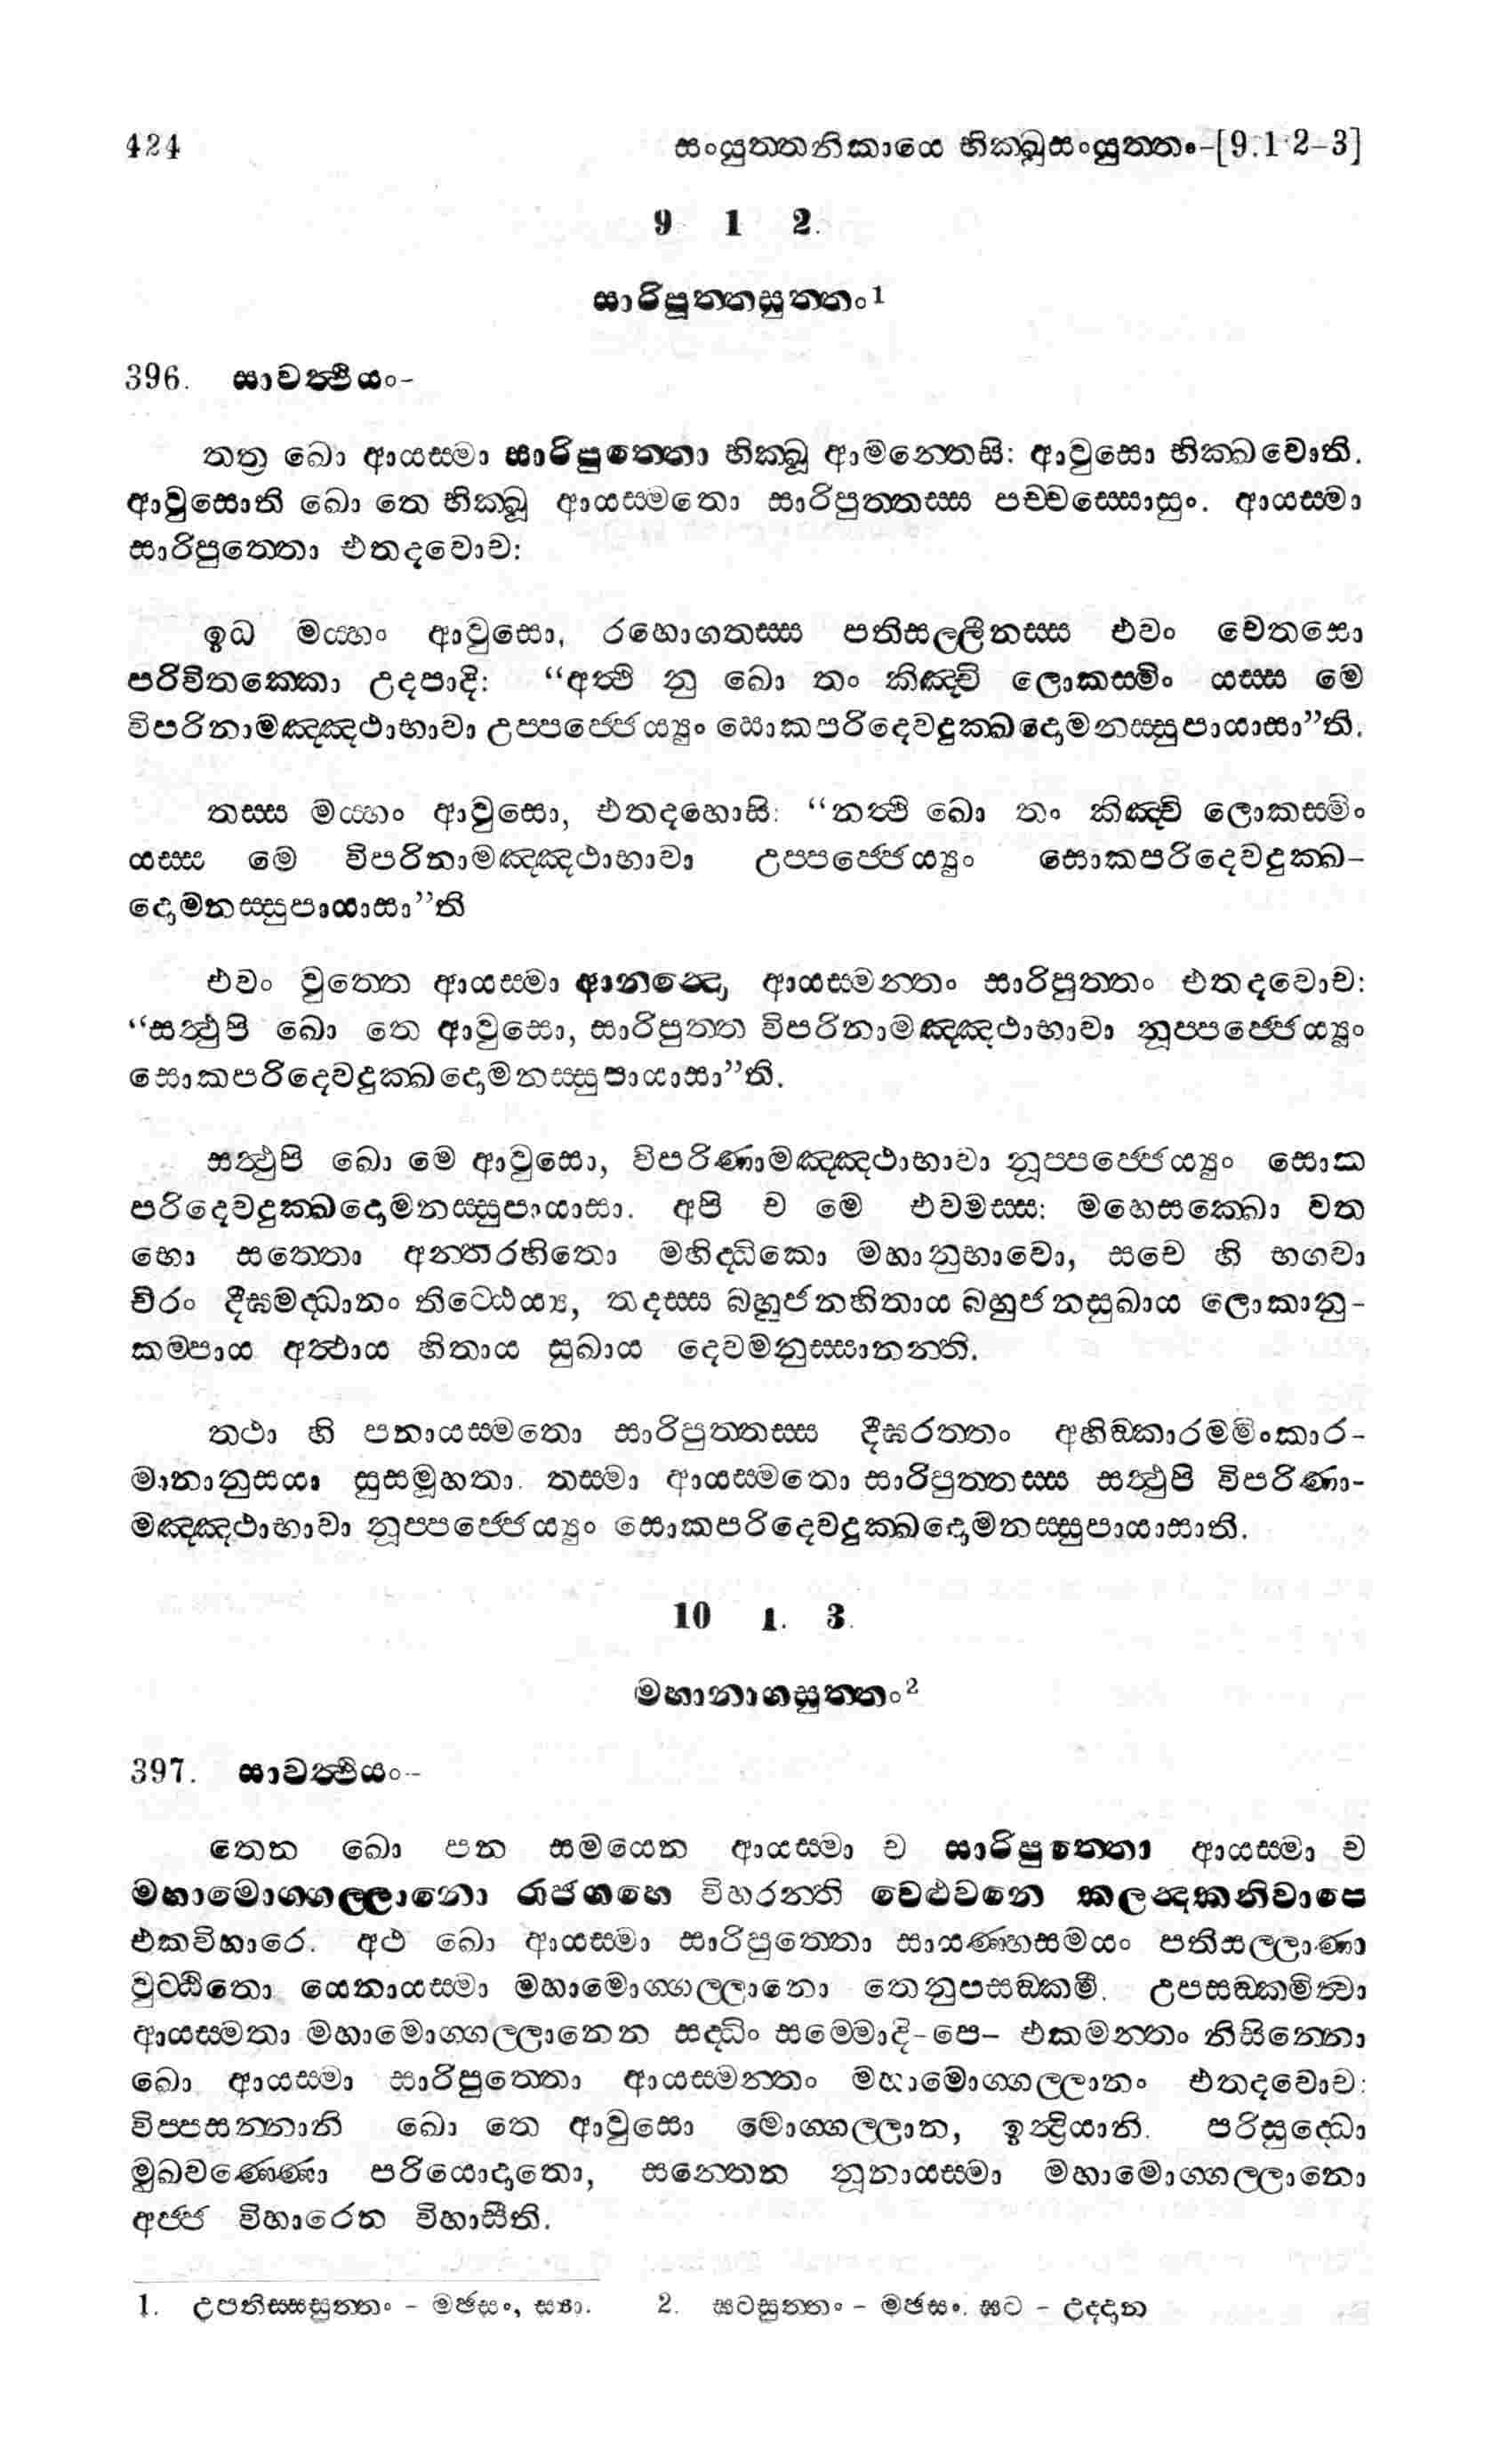 424 සංයුත්තනිකායෙ භික්ඛුසංයුත්තං-[9.1 2-3]
9 1 2.
සාරිපුත්තසුත්තං1
396. සාවත්ථියං-
තත්‍ර ඛො ආයස්මා සාරිපුත්තො භික්ඛූ ආමන්තෙසි: ආවුසො භික්ඛවොති.
ආවුසොති ඛො තෙ භික්ඛූ ආයස්මතො සාරිපුත්තස්ස පච්චස්සොසුං. ආයස්මා
සාරිපුත්තො එතදවොච:
ඉධ මය්හං ආවුසො, රහොගතස්ස පතිසල්ලීනස්ස එවං චෙතසො
පරිවිතක්කො උදපාදි: “අත්ථි නු ඛො තං කිඤ්චි ලොකස්මිං යස්ස මෙ
විපරිනාමඤ්ඤථාභාවා උප්පජ්ජෙය්‍යුං සොකපරිදෙවදුක්ඛදොමනස්සුපායාසා”ති.
තස්ස මය්හං ආවුසො, එතදහොසි: “නත්ථි ඛො තං කිඤ්චි ලොකස්මිං
යස්ස මෙ විපරිනාමඤ්ඤථාභාවා උප්පජ්ජෙය්‍යුං සොකපරිදෙවදුක්ඛ-
දොමනස්සුපායාසා”ති
එවං වුත්තෙ ආයස්මා ආනන්දො, ආයස්මන්තං සාරිපුත්තං එතදවොච:
“සත්ථුපි ඛො තෙ ආවුසො, සාරිපුත්ත විපරිනාමඤ්ඤථාභාවා නූප්පජ්ජෙය්‍යුං
සොකපරිදෙවදුක්ඛදොමනස්සුපායාසා”ති.
සත්ථුපි ඛො මෙ ආවුසො, විපරිණාමඤ්ඤථාභාවා නූප්පජ්ජෙය්‍යුං සොක
පරිදෙවදුක්ඛදොමනස්සුපායාසා. අපි ච මෙ එවමස්ස: මහෙසක්ඛො වත
භො සත්තො අන්තරහිතො මහිද්ධිකො මහානුභාවො, සචෙ හි භගවා
චිරං දීඝමද්ධානං තිට්ඨෙය්‍ය, තදස්ස බහුජනහිතාය බහුජනසුඛාය ලොකානු-
කම්පාය අත්ථාය හිතාය සුඛාය දෙවමනුස්සානන්ති.
තථා හි පනායස්මතො සාරිපුත්තස්ස දීඝරත්තං අහිඞ්කාරමමිංකාර-
මානානුසයා සුසමූහතා. තස්මා ආයස්මතො සාරිපුත්තස්ස සත්ථුපි විපරිණා-
මඤ්ඤථාභාවා නූප්පජ්ජෙය්‍යුං සොකපරිදෙවදුක්ඛදොමනස්සුපායාසාති.
10 1. 3.
මහානාගසුත්තං2
397. සාවත්ථියං--
තෙන ඛො පන සමයෙන ආයස්මා ච සාරිපුත්තො ආයස්මා ච
මහාමොග්ගල්ලානො රාජගහෙ විහරන්ති වෙළුවනෙ කලන්දකනිවාපෙ
එකවිහාරෙ. අථ ඛො ආයස්මා සාරිපුත්තො සායණ්හසමයං පතිසල්ලාණා
වුට්ඨිතො යෙනායස්මා මහාමොග්ගල්ලානො තෙනුපසඞ්කමි. උපසඞ්කමිත්වා
ආයස්මතා මහාමොග්ගල්ලානෙන සද්ධිං සම්මොදි-පෙ- එකමන්තං නිසින්නො
ඛො ආයස්මා සාරිපුත්තො ආයස්මන්තං මහාමොග්ගල්ලානං එතදවොච:
විප්පසන්නානි ඛො තෙ ආවුසො මොග්ගල්ලාන, ඉන්ද්‍රියානි. පරිසුද්ධො
මුඛවණ්ණො පරියොදාතො, සන්තෙන නූනායස්මා මහාමොග්ගල්ලානො
අජ්ජ විහාරෙන විහාසීති.
1. උපතිස්සසුත්තං - මඡසං, ස්‍යා. 2. ඝටසුත්තං - මඡසං. ඝට - උද්දාන